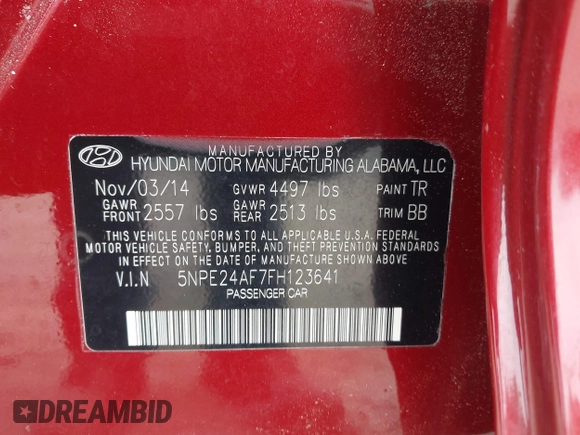 MANUFACTURED BY
HYUNDAI MOTOR MANUFACTURING ALABAMA, LLC
Nov/03/14 GVWR 4497 lbs PAINT TR
GAWR FRONT 2557 lbs GAWR REAR 2513 lbs TRIM BB
THIS VEHICLE CONFORMS TO ALL APPLICABLE U.S.A. FEDERAL
MOTOR VEHICLE SAFETY, BUMPER, AND THEFT PREVENTION STANDARDS
IN EFFECT ON THE DATE OF MANUFACTURE SHOWN ABOVE.
V.I.N 5NPE24AF7FH123641
PASSENGER CAR
DREAMBID